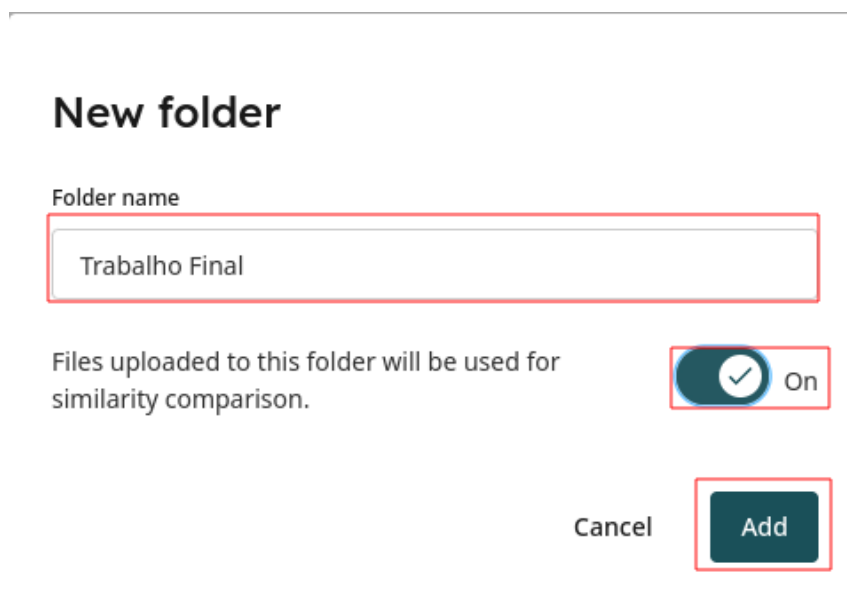 New folder
Folder name
Trabalho Final
Files uploaded to this folder will be used for
similarity comparison.
On
Cancel
Add